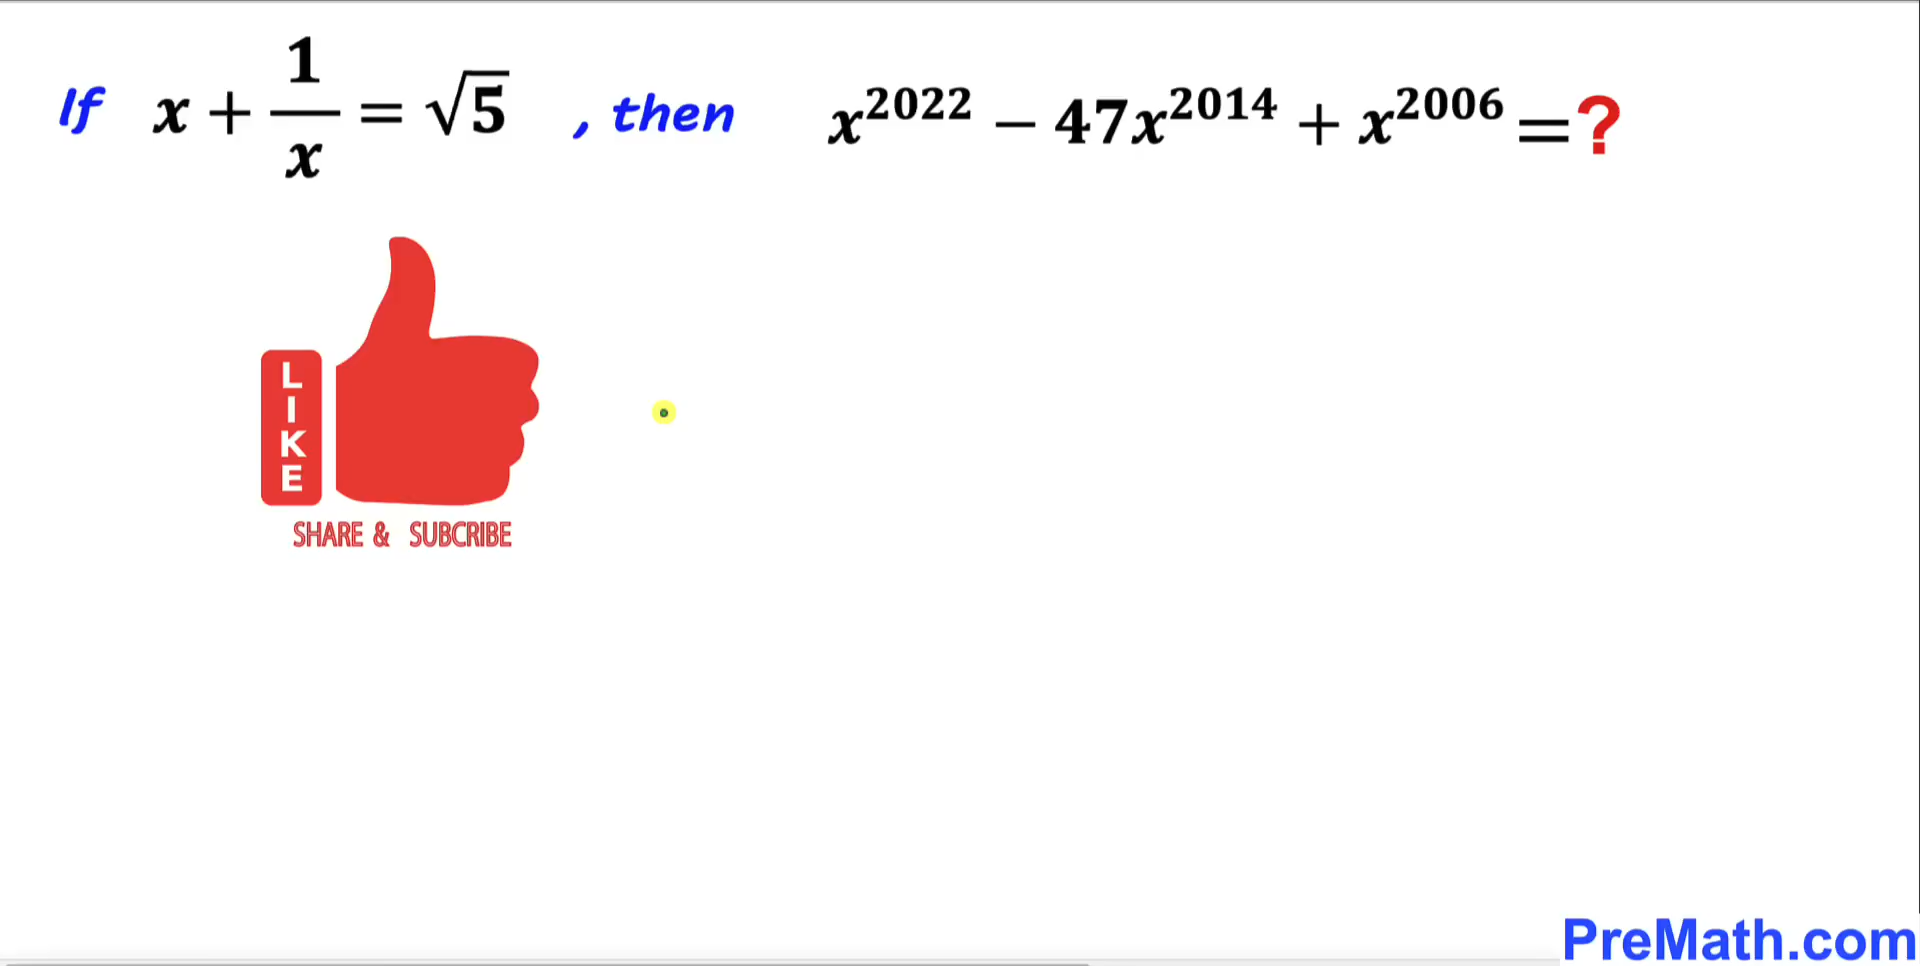 If x + 1/x = √5 , then x^2022 − 47x^2014 + x^2006 =?
LIKE
SHARE & SUBCRIBE
PreMath.com